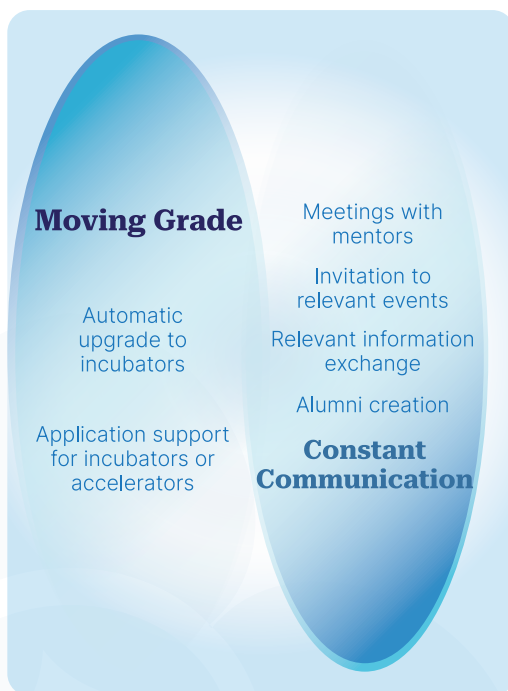 Moving Grade
Automatic
upgrade to
incubators
Application support
for incubators or
accelerators
Meetings with
mentors
Invitation to
relevant events
Relevant information
exchange
Alumni creation
Constant
Communication